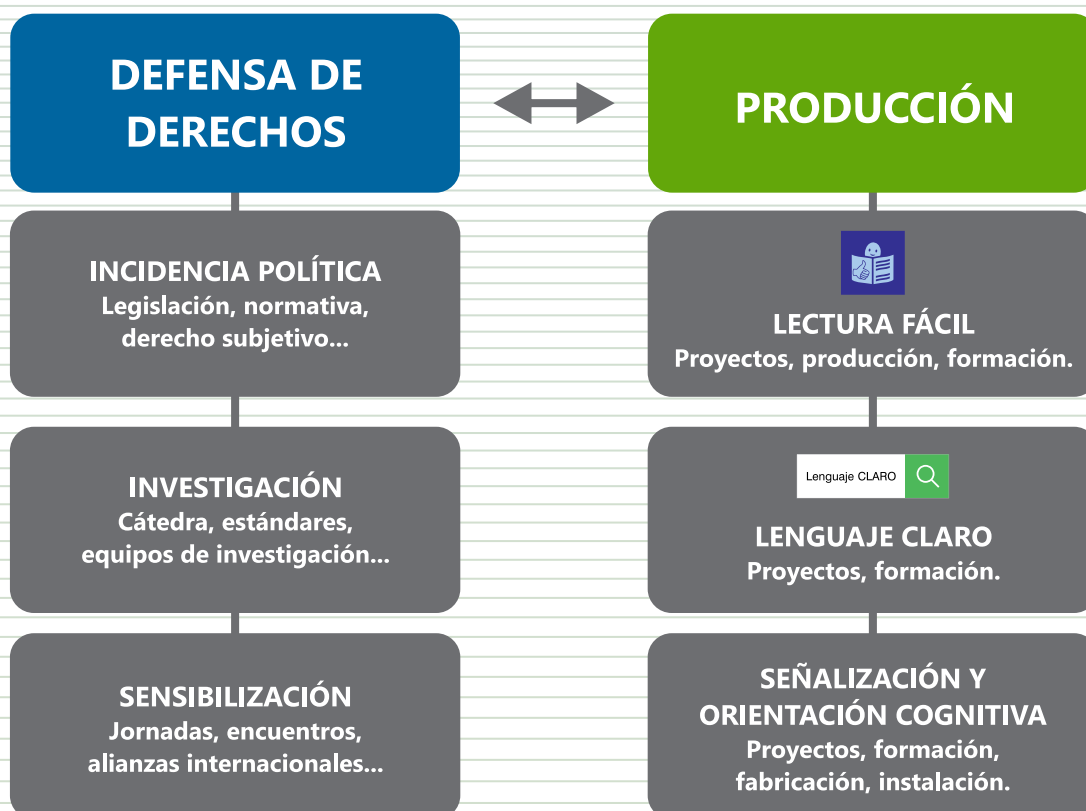 DEFENSA DE
DERECHOS
INCIDENCIA POLÍTICA
Legislación, normativa,
derecho subjetivo...
INVESTIGACIÓN
Cátedra, estándares,
equipos de investigación...
SENSIBILIZACIÓN
Jornadas, encuentros,
alianzas internacionales...
PRODUCCIÓN
LECTURA FÁCIL
Proyectos, producción, formación.
Lenguaje CLARO
LENGUAJE CLARO
Proyectos, formación.
SEÑALIZACIÓN Y
ORIENTACIÓN COGNITIVA
Proyectos, formación,
fabricación, instalación.